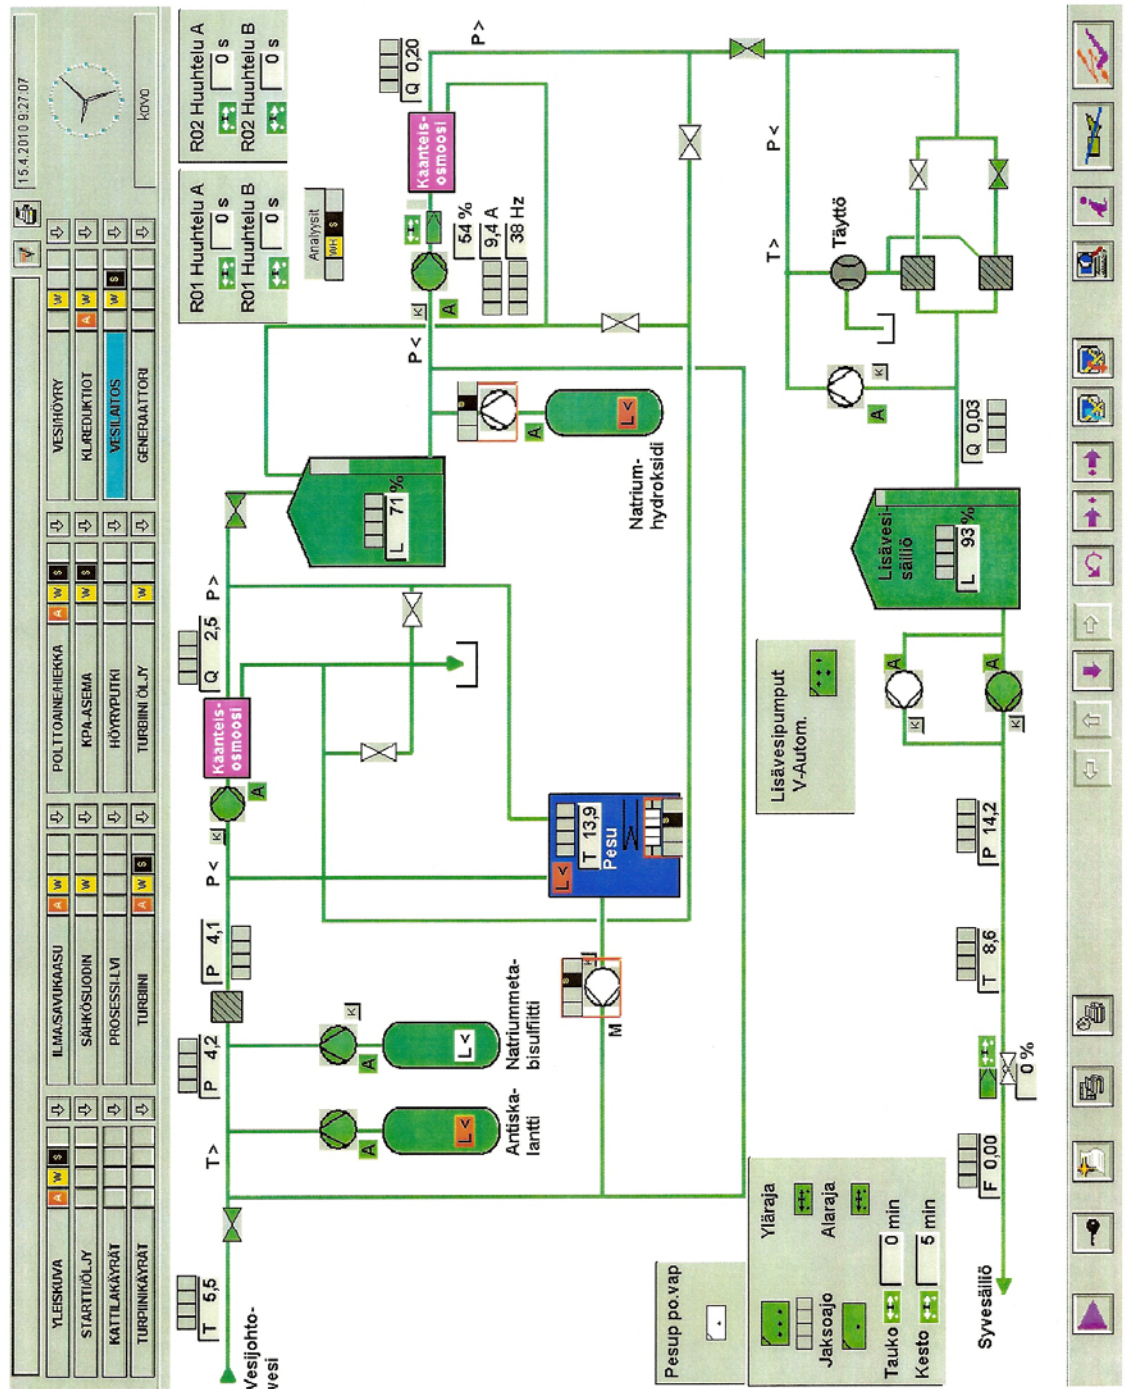 15.4.2010 9:27:07
kovo
YLEISKUVA
A W S
ILMA/SAVUKAASU
A W
POLTTOAINE/HIEKKA
A W S
VESI/HÖYRY
W
STARTTIÖLJY
SÄHKÖSUODIN
W
KPA-ASEMA
W S
KL/REDUKTIOT
A W
KATTILAKÄYRÄT
PROSESSI-LVI
HÖYRYPUTKI
VESILAITOS
W S
TURPIINIKÄYRÄT
TURBIINI
A W S
TURBIINI ÖLJY
W
GENERAATTORI
R01 Huuhtelu A
0 s
R01 Huuhtelu B
0 s
R02 Huuhtelu A
0 s
R02 Huuhtelu B
0 s
Analyysit
WH S
Vesijohto-
vesi
T 5,5
T>
P 4,2
P 4,1
P <
K
A
Käänteis-
osmoosi
Q 2,5
P>
L 71 %
P <
K
A
54 %
9,4 A
38 Hz
Käänteis-
osmoosi
Q 0,20
P>
A
L <
Antiska-
lantti
A
K
L <
Natriummeta-
bisulfiitti
S
A
L <
Natrium-
hydroksidi
S
K
M
L <
T 13,9
Pesu
S
T>
P <
Täyttö
A
K
Q 0,03
Lisävesi-
säiliö
L 93 %
Lisävesipumput
V-Autom.
A
K
A
K
P 14,2
T 8,6
0 %
F 0,00
Syvesäiliö
Pesup po.vap
Yläraja
Jaksoajo
Alaraja
Tauko
0 min
Kesto
5 min